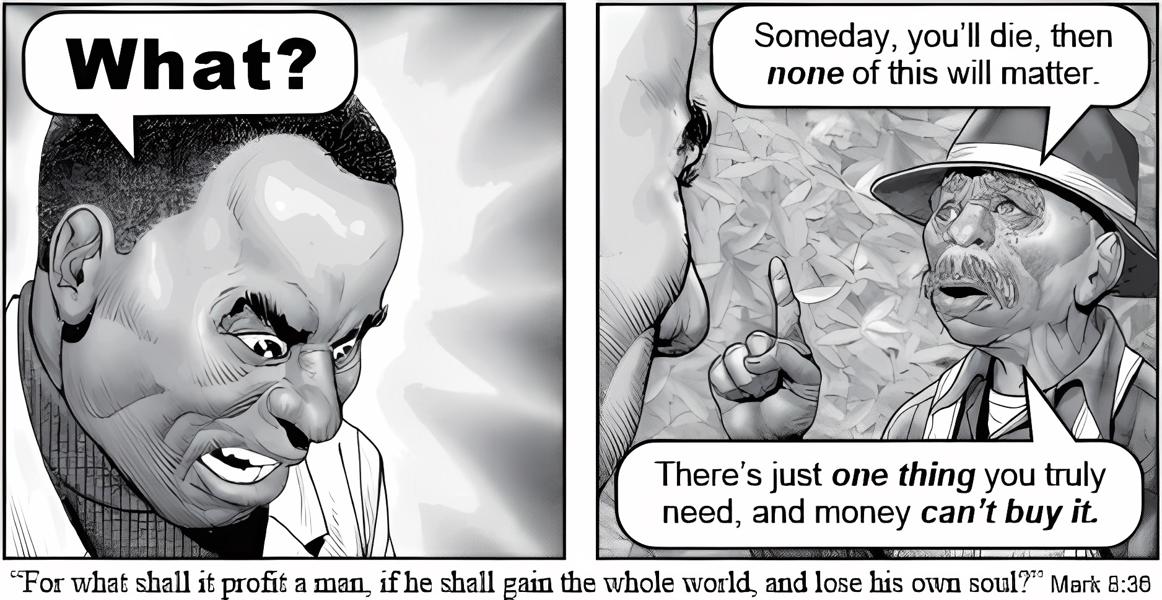 What?
Someday, you'll die, then
none of this will matter.
There's just one thing you truly
need, and money can't buy it.
"For what shall it profit a man, if he shall gain the whole world, and lose his own soul?" Mark 8:36